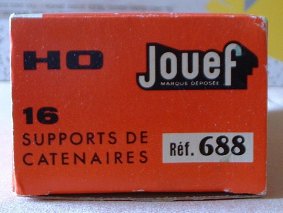 HO
Jouef
MARQUE DÉPOSÉE
16
SUPPORTS DE
CATENAIRES
Réf. 688